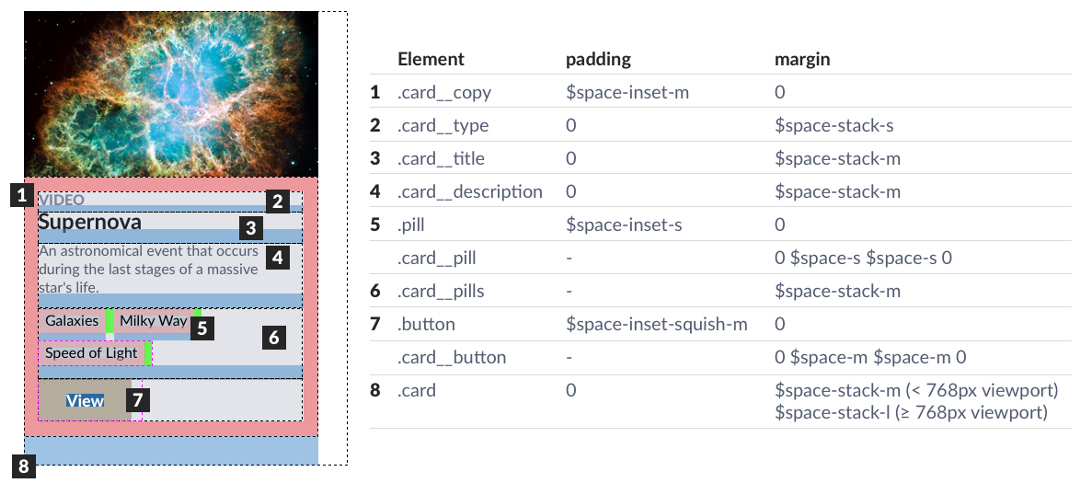 1
VIDEO
2
Supernova
3
An astronomical event that occurs
during the last stages of a massive
star's life.
4
Galaxies Milky Way
5
Speed of Light
6
View
7
8
Element padding margin
1 .card__copy $space-inset-m 0
2 .card__type 0 $space-stack-s
3 .card__title 0 $space-stack-m
4 .card__description 0 $space-stack-m
5 .pill $space-inset-s 0
.card__pill - 0 $space-s $space-s 0
6 .card__pills - $space-stack-m
7 .button $space-inset-squish-m 0
.card__button - 0 $space-m $space-m 0
8 .card 0 $space-stack-m (< 768px viewport)
$space-stack-l (≥ 768px viewport)